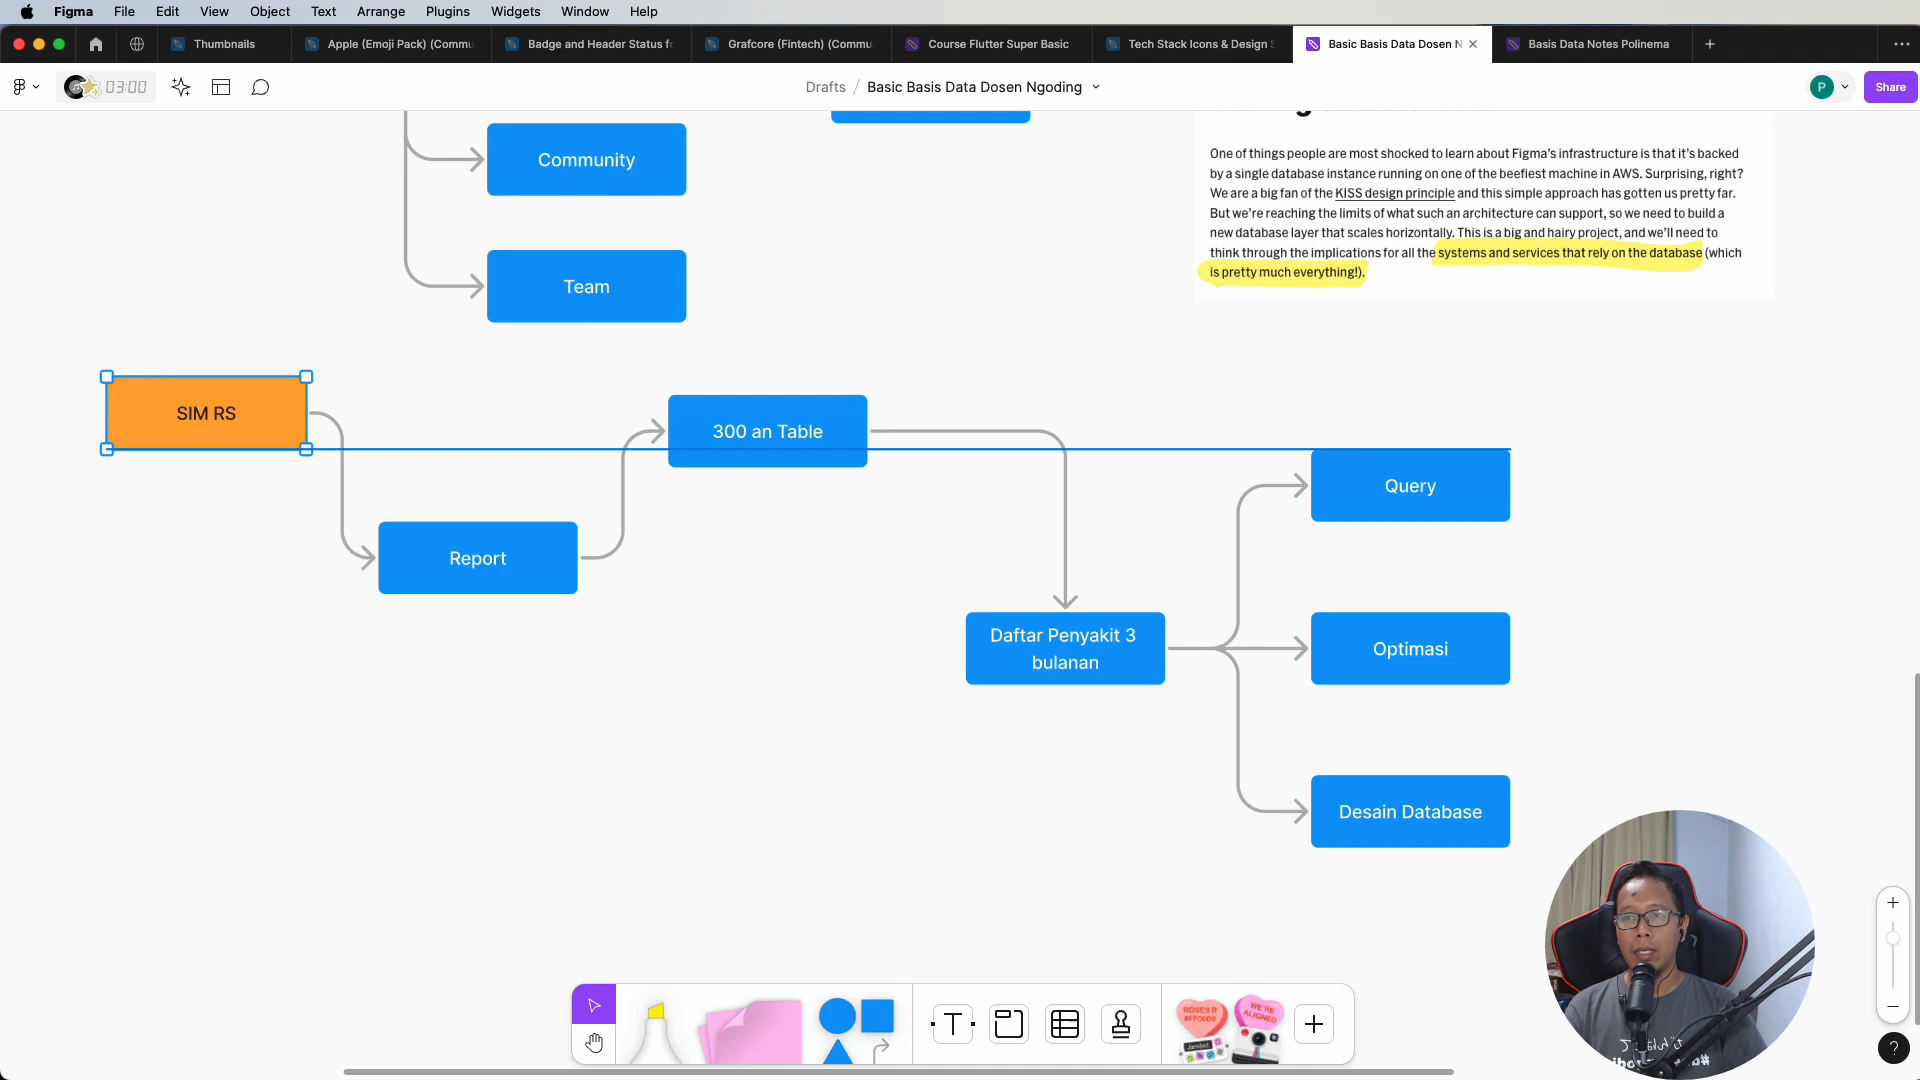 Figma File Edit View Object Text Arrange Plugins Widgets Window Help
Thumbnails
Apple (Emoji Pack) (Commu
Badge and Header Status f
Grafcore (Fintech) (Commu
Course Flutter Super Basic
Tech Stack Icons & Design
Basic Basis Data Dosen N
Basis Data Notes Polinema
03:00
Drafts / Basic Basis Data Dosen Ngoding
P
Share
Community
One of things people are most shocked to learn about Figma's infrastructure is that it's backed
by a single database instance running on one of the beefiest machine in AWS. Surprising, right?
We are a big fan of the KISS design principle and this simple approach has gotten us pretty far.
But we're reaching the limits of what such an architecture can support, so we need to build a
new database layer that scales horizontally. This is a big and hairy project, and we'll need to
think through the implications for all the systems and services that rely on the database (which
is pretty much everything!).
Team
SIM RS
300 an Table
Query
Report
Daftar Penyakit 3
bulanan
Optimasi
Desain Database
T
ROSES R
#FF0000
WE'RE
ALIGNED
Jambot
?